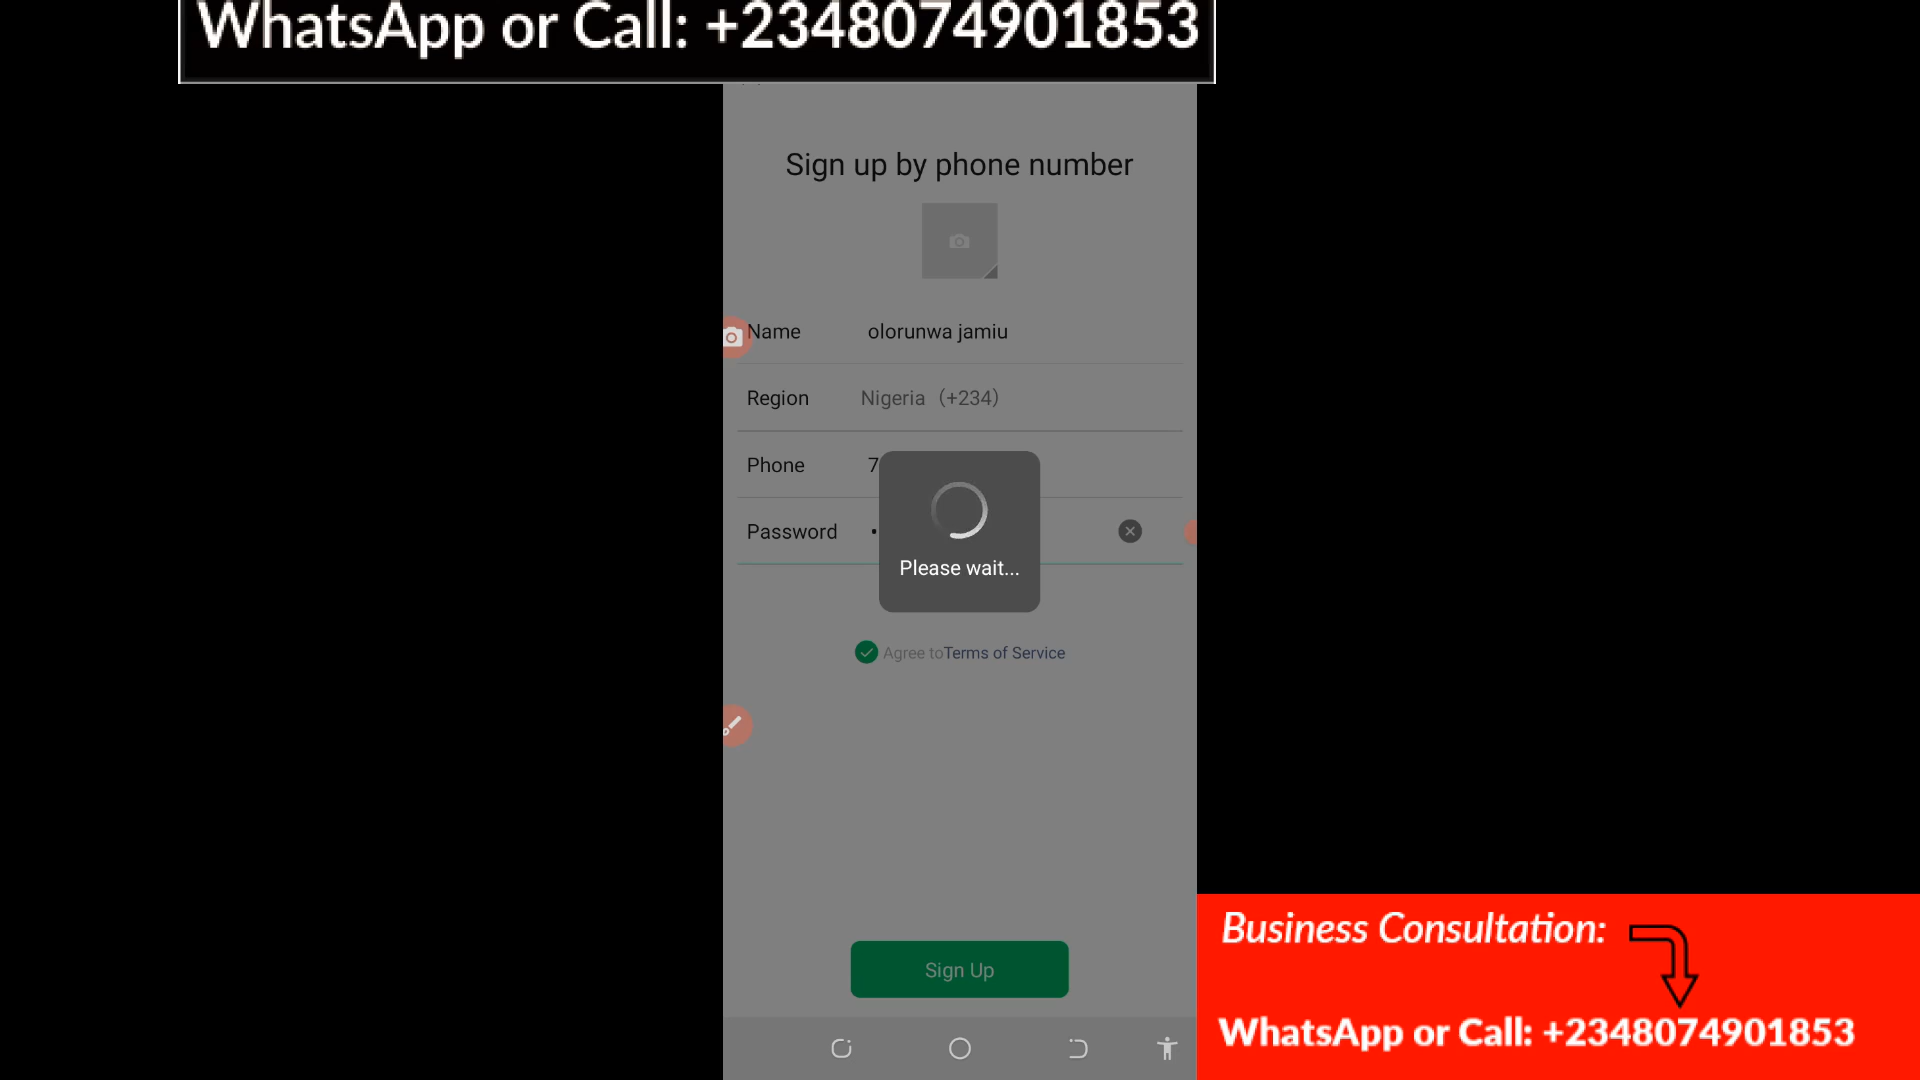 WhatsApp or Call: +2348074901853
Sign up by phone number
Name olorunwa jamiu
Region Nigeria (+234)
Phone 7
Password
Please wait...
Agree toTerms of Service
Sign Up
Business Consultation:
WhatsApp or Call: +2348074901853